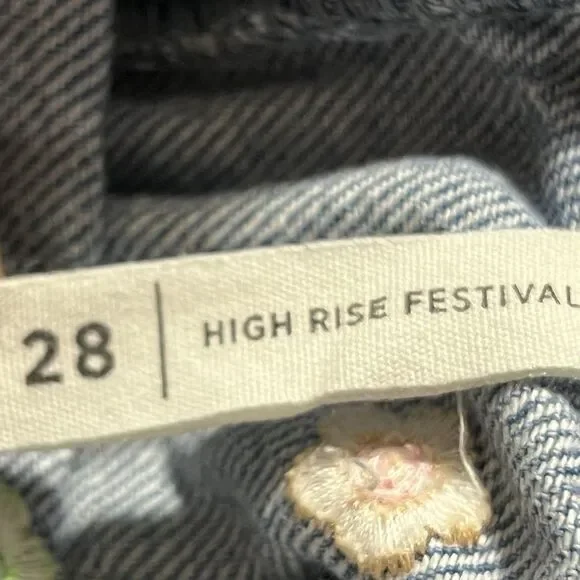 28 | HIGH RISE FESTIVAL